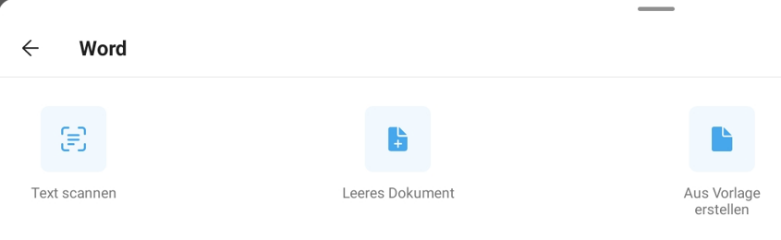 Word
Text scannen
Leeres Dokument
Aus Vorlage
erstellen